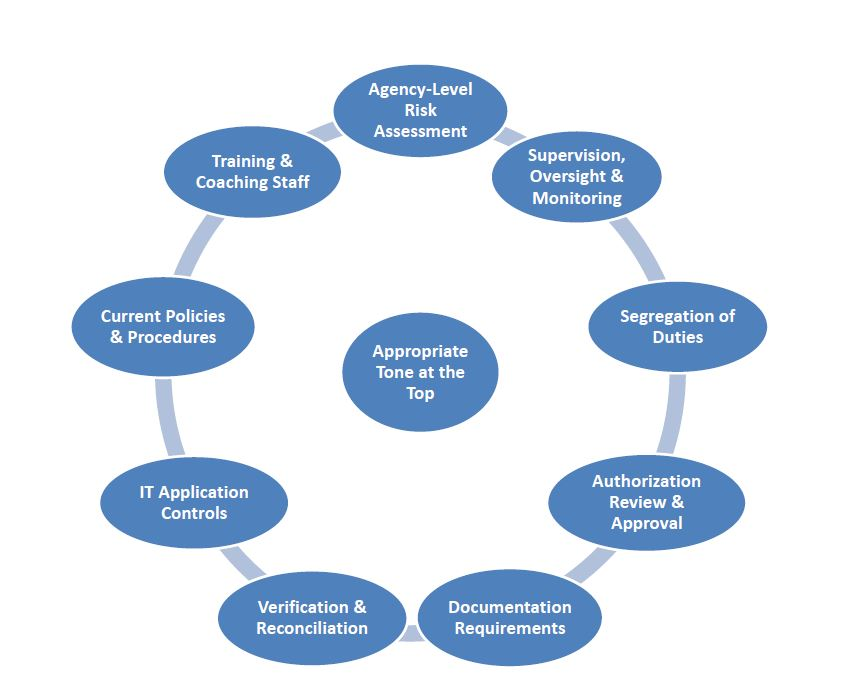 Agency-Level
Risk
Assessment
Supervision,
Oversight &
Monitoring
Segregation of
Duties
Authorization
Review &
Approval
Documentation
Requirements
Verification &
Reconciliation
IT Application
Controls
Current Policies
& Procedures
Training &
Coaching Staff
Appropriate
Tone at the
Top